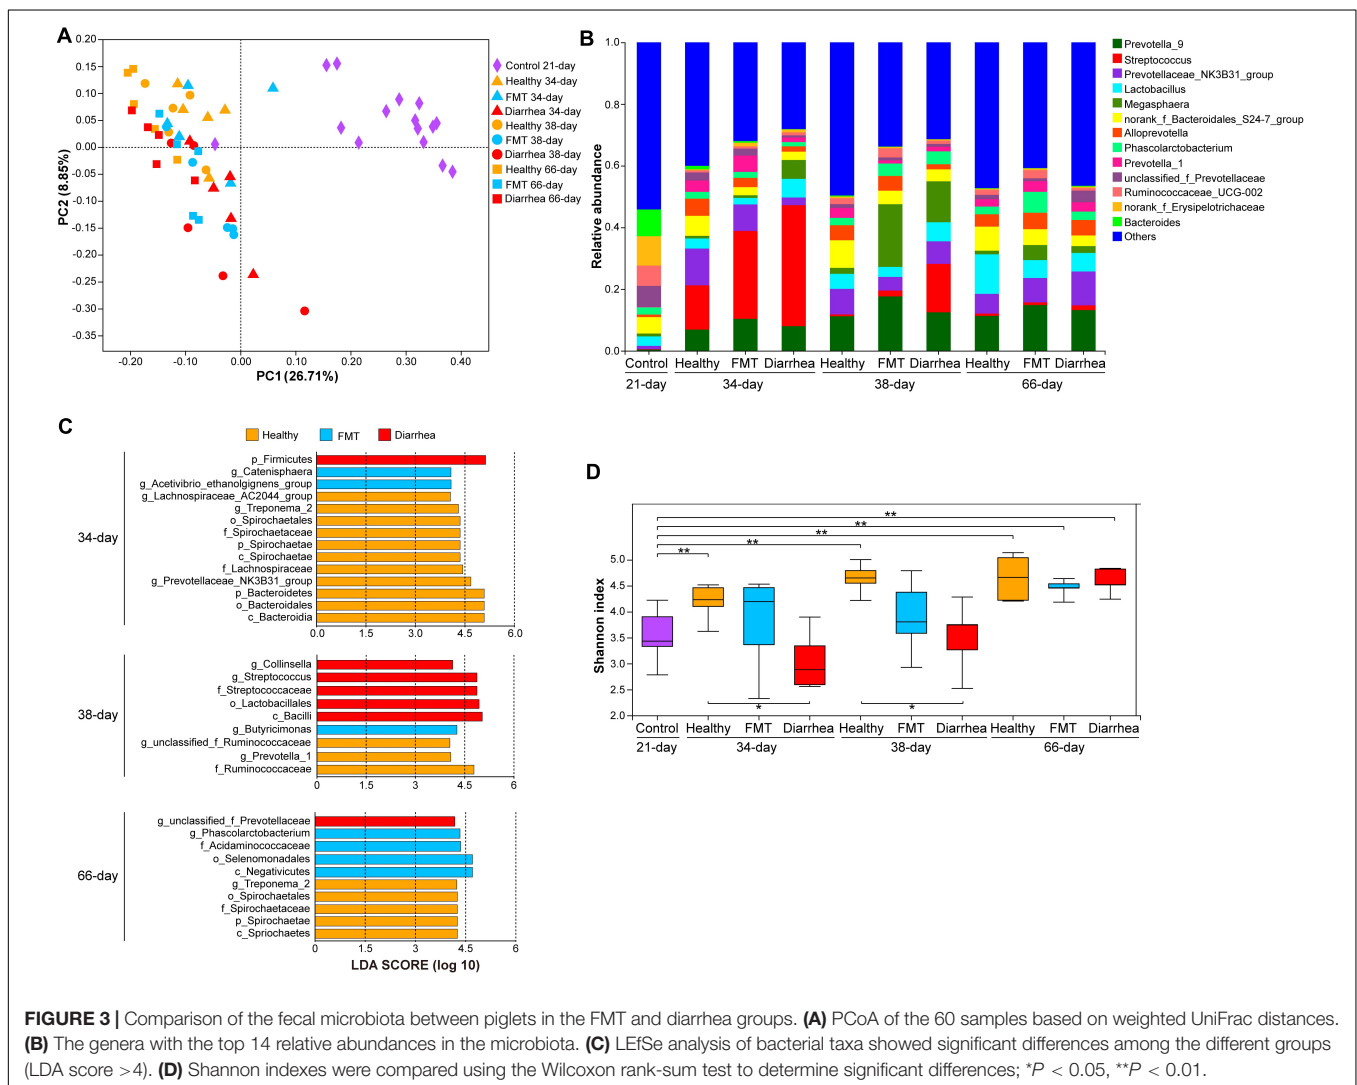 A
0.20
0.15
0.10
0.05
0.00
-0.05
-0.10
-0.15
-0.20
-0.25
-0.30
-0.35
PC2 (8.85%)
-0.20 -0.10 0.00 0.10 0.20 0.30 0.40
PC1 (26.71%)
Control 21-day
Healthy 34-day
FMT 34-day
Diarrhea 34-day
Healthy 38-day
FMT 38-day
Diarrhea 38-day
Healthy 66-day
FMT 66-day
Diarrhea 66-day
B
1.0
0.8
0.6
0.4
0.2
0.0
Relative abundance
Control Healthy FMT Diarrhea Healthy FMT Diarrhea Healthy FMT Diarrhea
21-day 34-day 38-day 66-day
Prevotella_9
Streptococcus
Prevotellaceae_NK3B31_group
Lactobacillus
Megasphaera
norank_f_Bacteroidales_S24-7_group
Alloprevotella
Phascolarctobacterium
Prevotella_1
unclassified_f_Prevotellaceae
Ruminococcaceae_UCG-002
norank_f_Erysipelotrichaceae
Bacteroides
Others
C
Healthy FMT Diarrhea
34-day
p_Firmicutes
g_Catenisphaera
g_Acetivibrio_ethanolgignens_group
g_Lachnospiraceae_AC2044_group
g_Treponema_2
o_Spirochaetales
f_Spirochaetaceae
p_Spirochaetae
c_Spirochaetae
f_Lachnospiraceae
g_Prevotellaceae_NK3B31_group
p_Bacteroidetes
o_Bacteroidales
c_Bacteroidia
0.0 1.5 3.0 4.5 6.0
38-day
g_Collinsella
g_Streptococcus
f_Streptococcaceae
o_Lactobacillales
c_Bacilli
g_Butyricimonas
g_unclassified_f_Ruminococcaceae
g_Prevotella_1
f_Ruminococcaceae
0 1.5 3 4.5 6
66-day
g_unclassified_f_Prevotellaceae
g_Phascolarctobacterium
f_Acidaminococcaceae
o_Selenomonadales
c_Negativicutes
g_Treponema_2
o_Spirochaetales
f_Spirochaetaceae
p_Spirochaetae
c_Spriochaetes
0 1.5 3 4.5 6
LDA SCORE (log 10)
D
**
**
**
**
**
5.0
4.5
4.0
3.5
3.0
2.5
2.0
Shannon index
* *
Control Healthy FMT Diarrhea Healthy FMT Diarrhea Healthy FMT Diarrhea
21-day 34-day 38-day 66-day
FIGURE 3 | Comparison of the fecal microbiota between piglets in the FMT and diarrhea groups. (A) PCoA of the 60 samples based on weighted UniFrac distances.
(B) The genera with the top 14 relative abundances in the microbiota. (C) LEfSe analysis of bacterial taxa showed significant differences among the different groups
(LDA score >4). (D) Shannon indexes were compared using the Wilcoxon rank-sum test to determine significant differences; *P < 0.05, **P < 0.01.